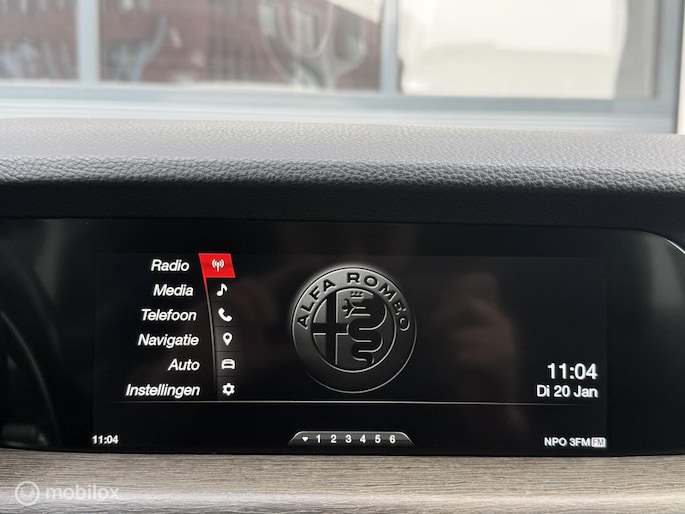 Radio
Media
Telefoon
Navigatie
Auto
Instellingen
ALFA ROMEO
11:04
Di 20 Jan
11:04
1 2 3 4 5 6
NPO 3FM FM
mobilox